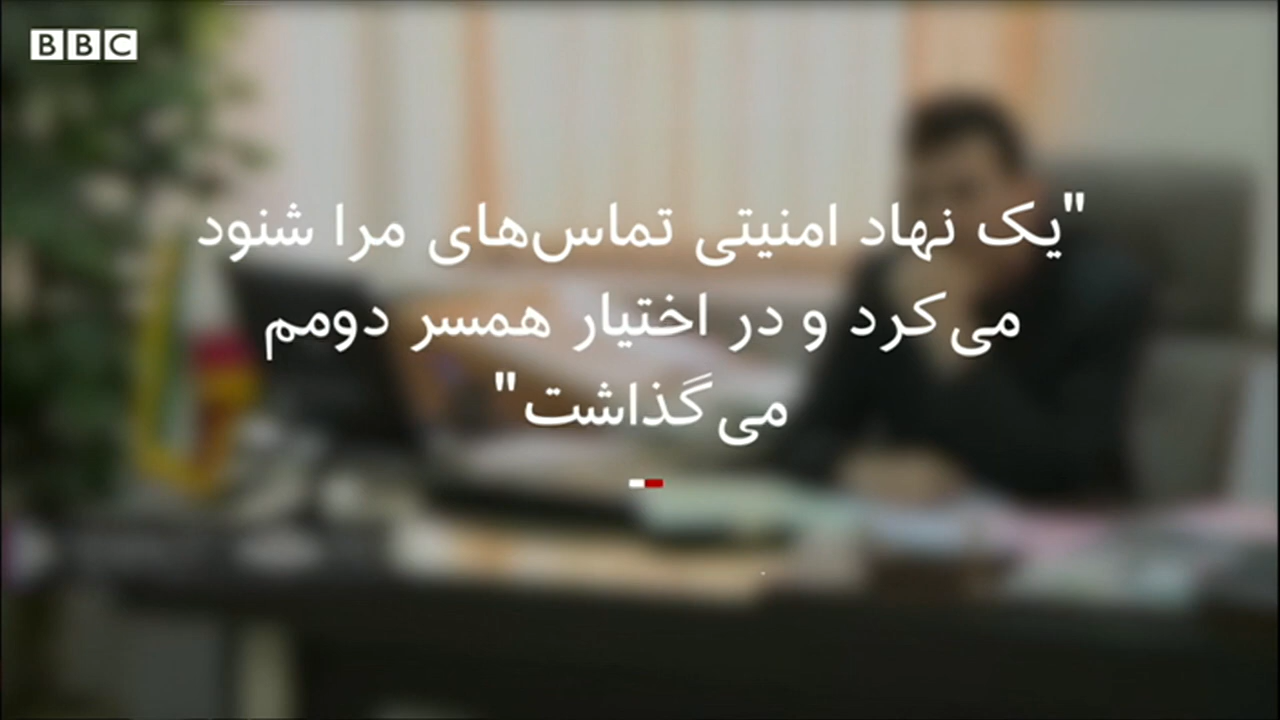 BBC
"یک نهاد امنیتی تماس‌های مرا شنود
می‌کرد و در اختیار همسر دومم
می‌گذاشت"